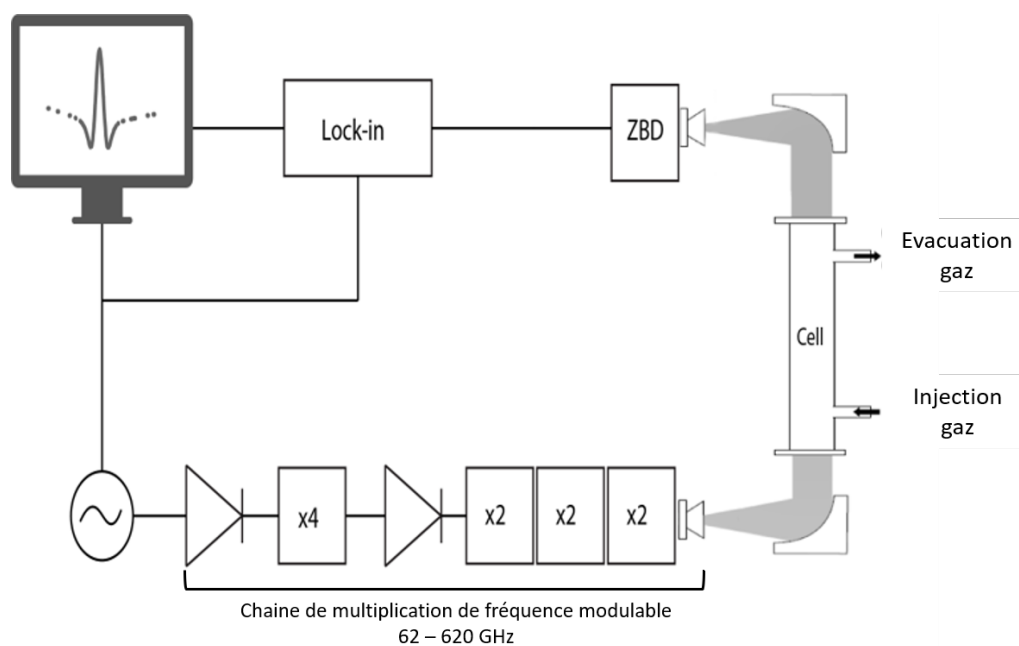 Lock-in
ZBD
Evacuation
gaz
Cell
Injection
gaz
x4
x2
x2
x2
Chaine de multiplication de fréquence modulable
62 – 620 GHz